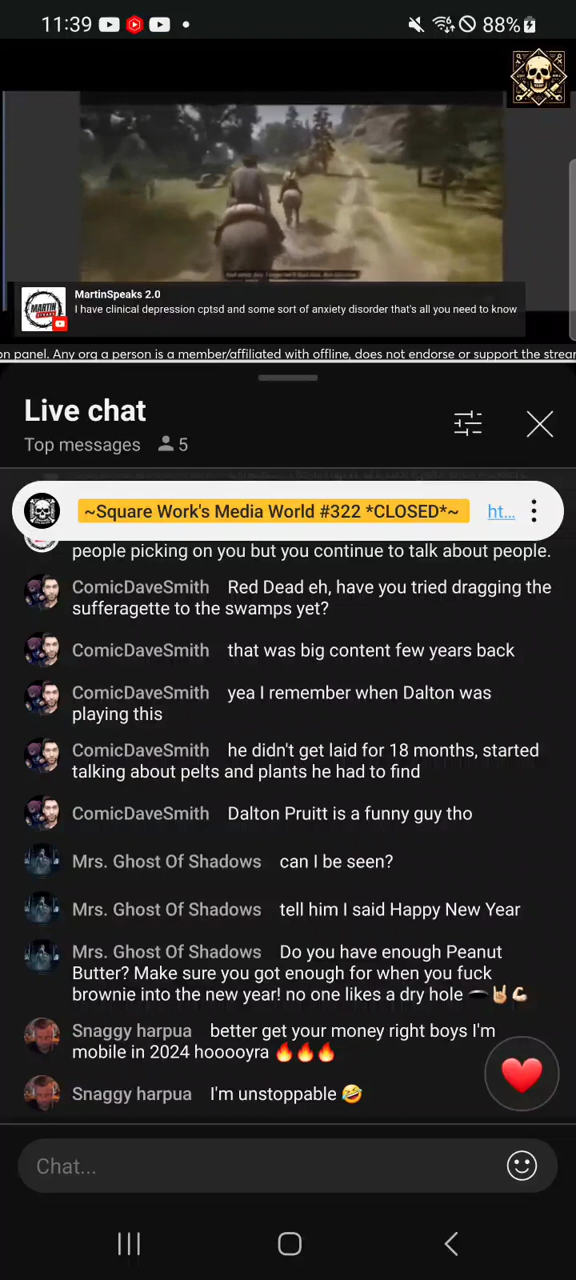 11:39
88%
MARTIN
MartinSpeaks 2.0
I have clinical depression cptsd and some sort of anxiety disorder that's all you need to know
on panel. Any org a person is a member/affiliated with offline, does not endorse or support the strea
Live chat
Top messages 5
~Square Work's Media World #322 *CLOSED*~ ht...
people picking on you but you continue to talk about people.
ComicDaveSmith Red Dead eh, have you tried dragging the
sufferagette to the swamps yet?
ComicDaveSmith that was big content few years back
ComicDaveSmith yea I remember when Dalton was
playing this
ComicDaveSmith he didn't get laid for 18 months, started
talking about pelts and plants he had to find
ComicDaveSmith Dalton Pruitt is a funny guy tho
Mrs. Ghost Of Shadows can I be seen?
Mrs. Ghost Of Shadows tell him I said Happy New Year
Mrs. Ghost Of Shadows Do you have enough Peanut
Butter? Make sure you got enough for when you fuck
brownie into the new year! no one likes a dry hole 🕳️🤘🏼💪🏼
Snaggy harpua better get your money right boys I'm
mobile in 2024 hooooyra 🔥🔥🔥
Snaggy harpua I'm unstoppable 🤣
Chat...